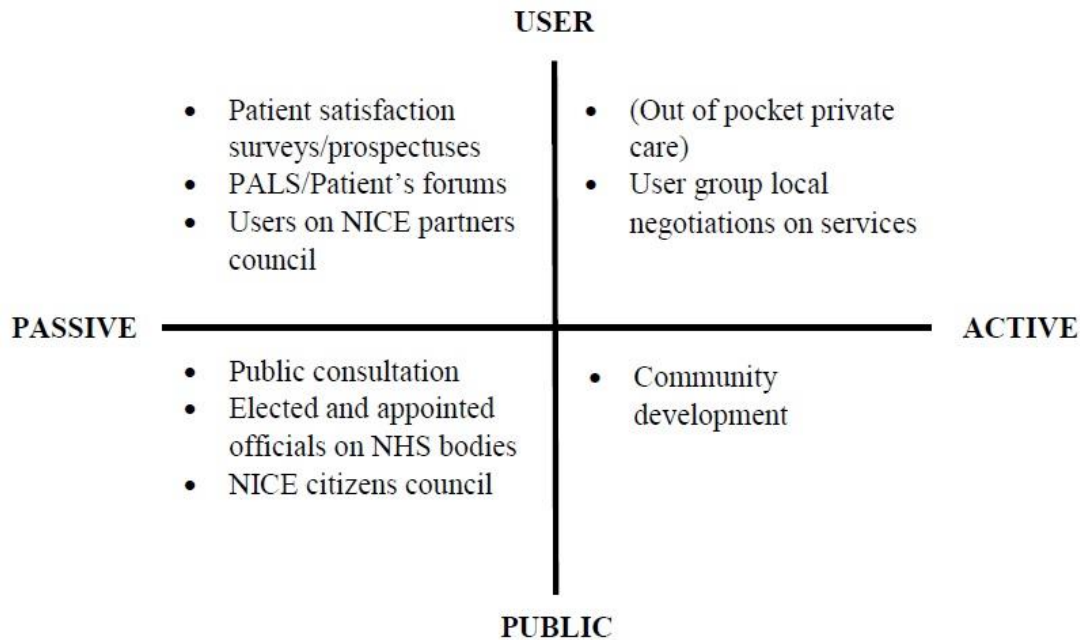 USER
• Patient satisfaction
surveys/prospectuses
• PALS/Patient’s forums
• Users on NICE partners
council
• (Out of pocket private
care)
• User group local
negotiations on services
PASSIVE
ACTIVE
• Public consultation
• Elected and appointed
officials on NHS bodies
• NICE citizens council
• Community
development
PUBLIC